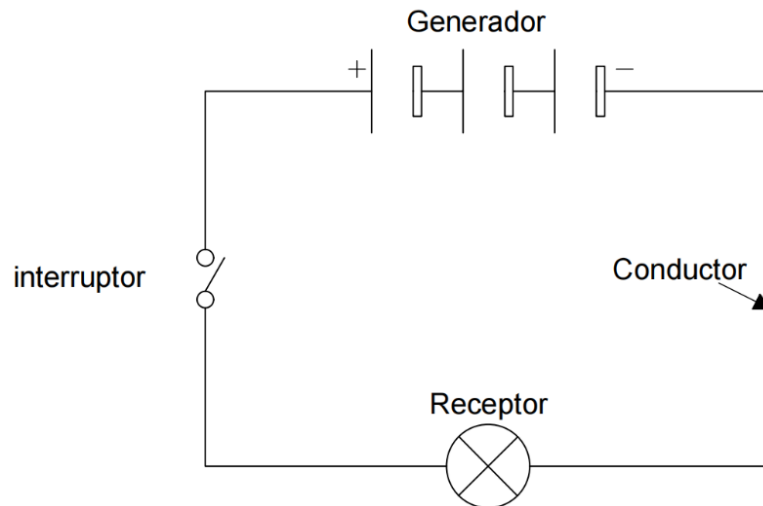 Generador
+
−
interruptor
Conductor
Receptor